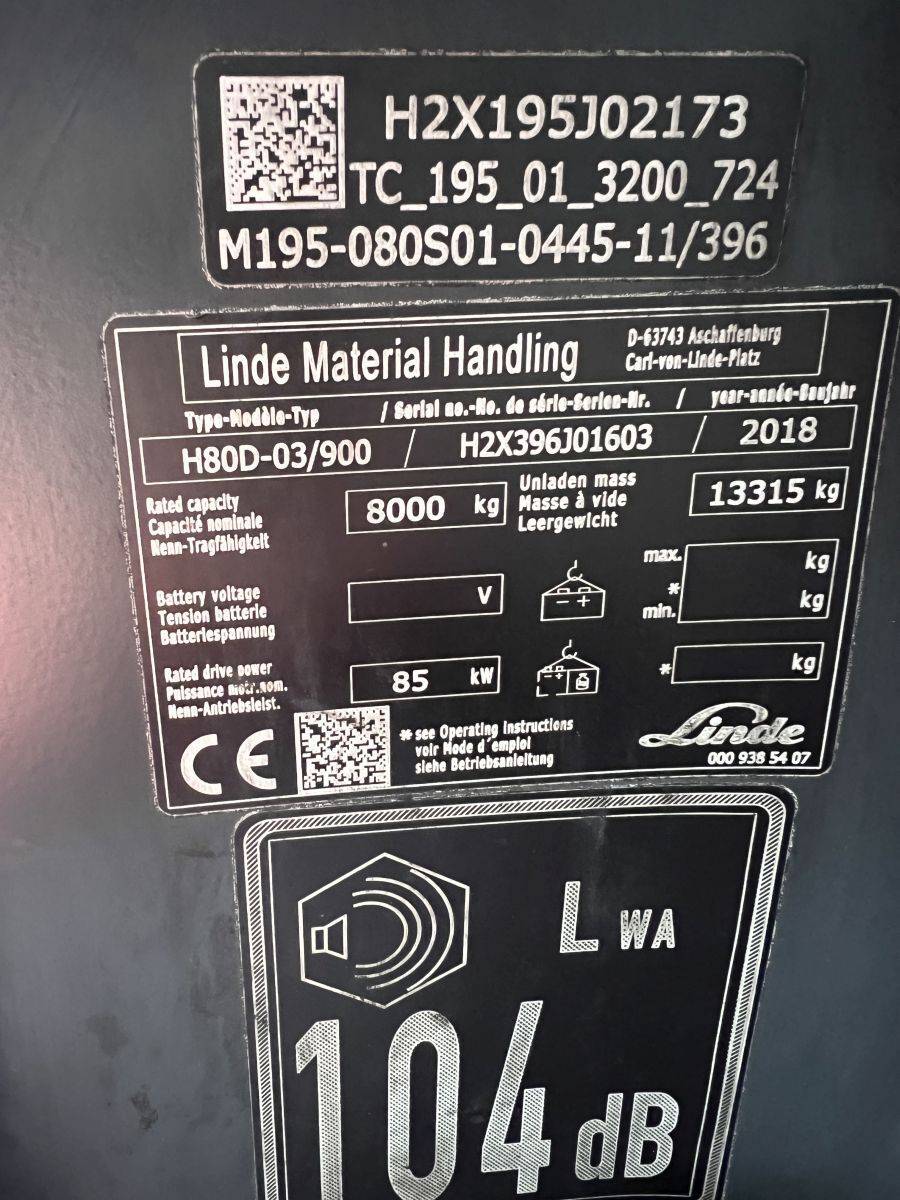 H2X195J02173
TC_195_01_3200_724
M195-080S01-0445-11/396
Linde Material Handling
D-63743 Aschaffenburg
Carl-von-Linde-Platz
Type-Modèle-Typ / Serial no.-No. de série-Serien-Nr. / year-année-Baujahr
H80D-03/900 / H2X396J01603 / 2018
Rated capacity
Capacité nominale
Nenn-Tragfähigkeit
8000 kg
Unladen mass
Masse à vide
Leergewicht
13315 kg
Battery voltage
Tension batterie
Batteriespannung
V
max. kg
*
min. kg
Rated drive power
Puissance motr.nom.
Nenn-Antriebsleist.
85 kW
* kg
CE
* see Operating Instructions
voir Mode d´emploi
siehe Betriebsanleitung
Linde
000 938 54 07
LWA
104 dB